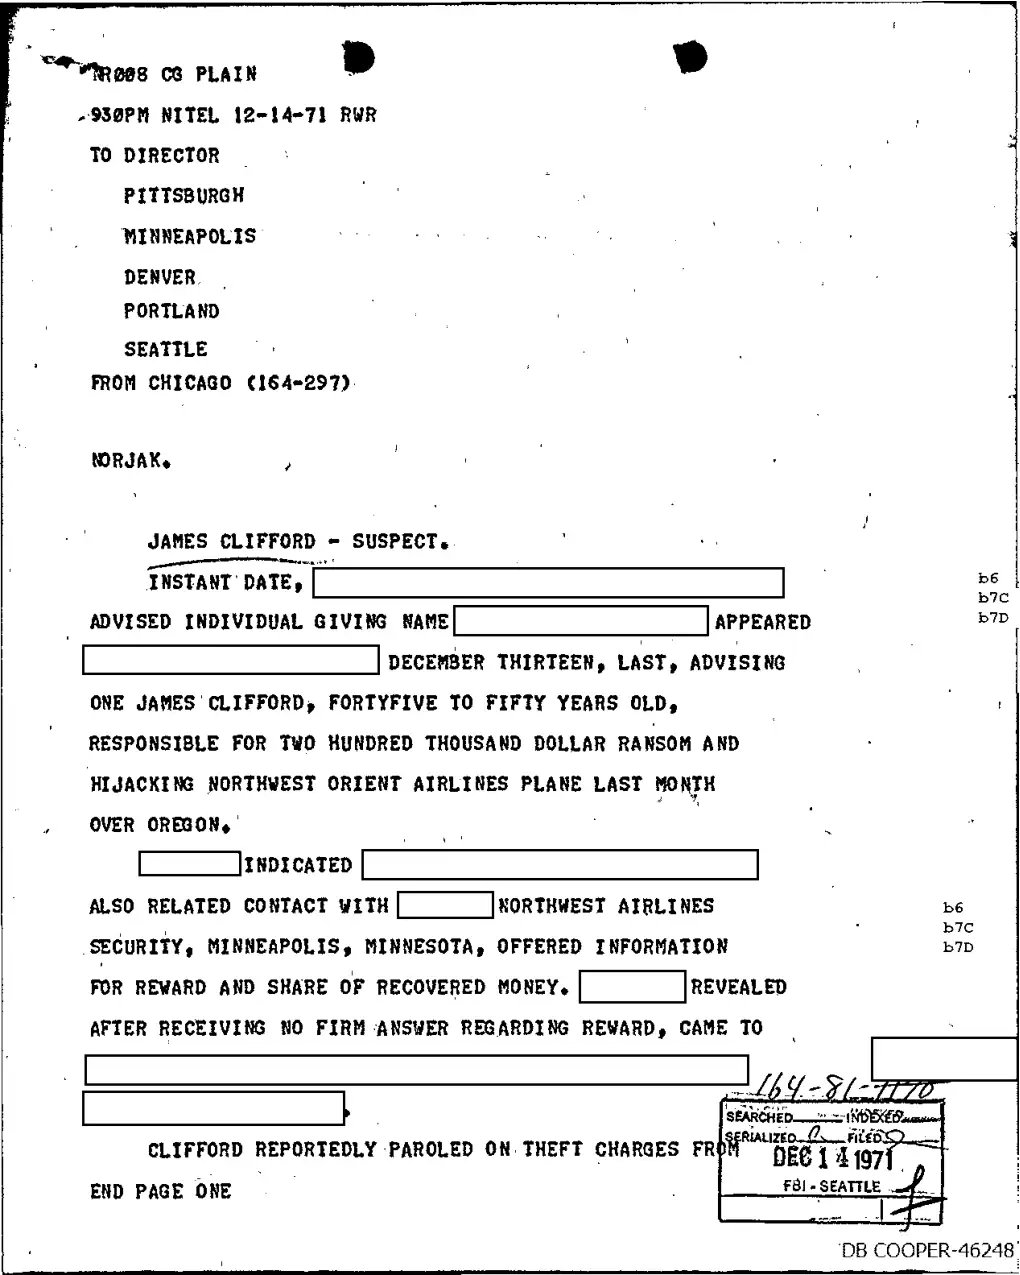 NR008 CG PLAIN
930PM NITEL 12-14-71 RWR
TO DIRECTOR
PITTSBURGH
MINNEAPOLIS
DENVER
PORTLAND
SEATTLE
FROM CHICAGO (164-297)
NORJAK.
JAMES CLIFFORD - SUSPECT.
INSTANT DATE,
b6
b7C
b7D
ADVISED INDIVIDUAL GIVING NAME APPEARED
DECEMBER THIRTEEN, LAST, ADVISING
ONE JAMES CLIFFORD, FORTYFIVE TO FIFTY YEARS OLD,
RESPONSIBLE FOR TWO HUNDRED THOUSAND DOLLAR RANSOM AND
HIJACKING NORTHWEST ORIENT AIRLINES PLANE LAST MONTH
OVER OREGON.
INDICATED
ALSO RELATED CONTACT WITH NORTHWEST AIRLINES
b6
b7C
b7D
SECURITY, MINNEAPOLIS, MINNESOTA, OFFERED INFORMATION
FOR REWARD AND SHARE OF RECOVERED MONEY. REVEALED
AFTER RECEIVING NO FIRM ANSWER REGARDING REWARD, CAME TO
.
164-81-1170
SEARCHED INDEXED
SERIALIZED FILED
DEC 14 1971
FBI - SEATTLE
CLIFFORD REPORTEDLY PAROLED ON THEFT CHARGES FROM
END PAGE ONE
DB COOPER-46248